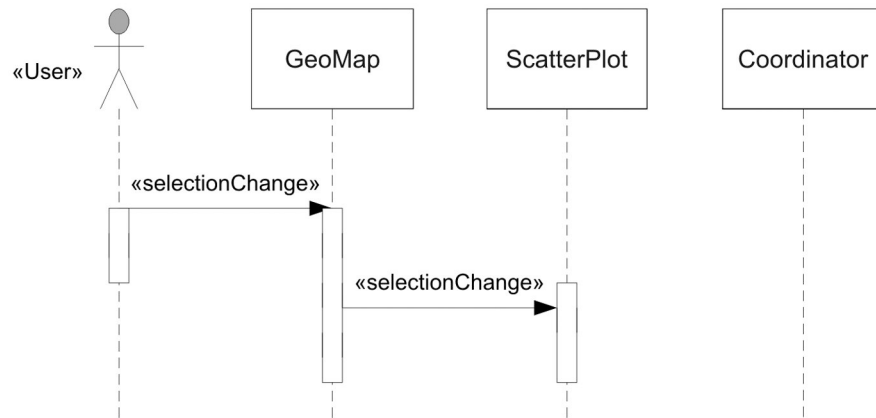 «User»
GeoMap
ScatterPlot
Coordinator
«selectionChange»
«selectionChange»